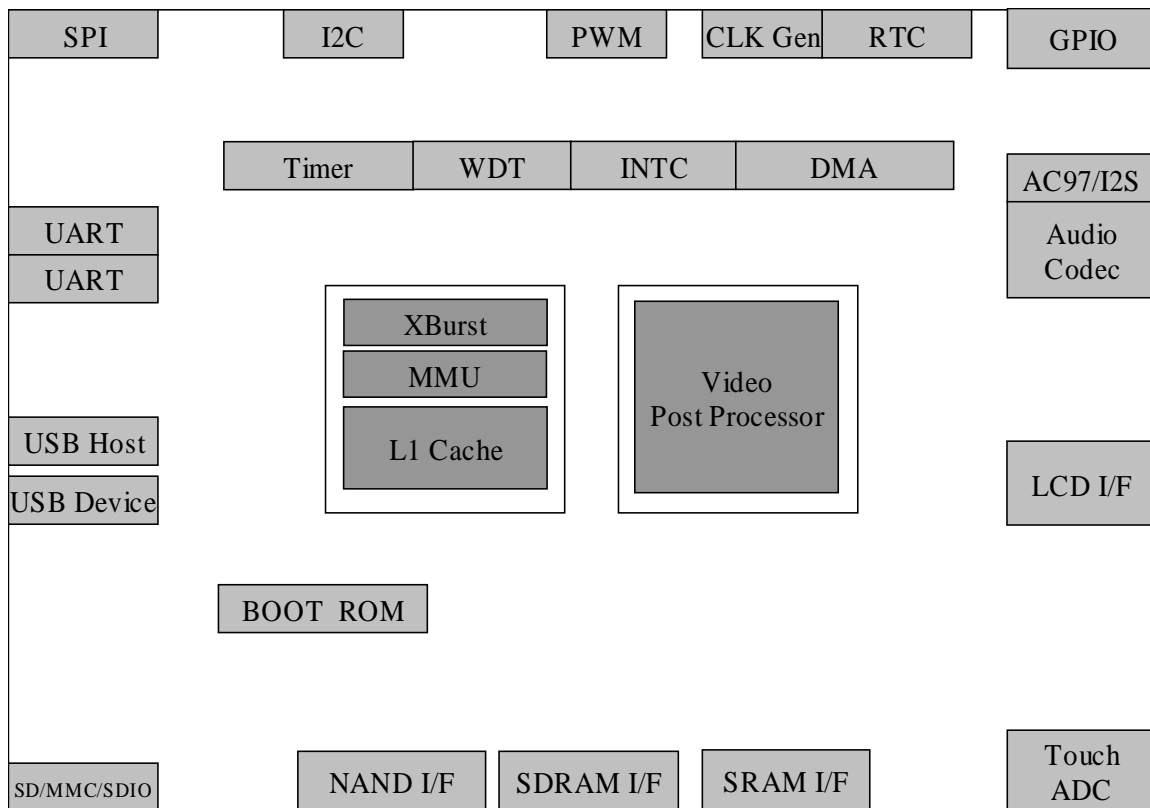 SPI
I2C
PWM
CLK Gen
RTC
GPIO
Timer
WDT
INTC
DMA
AC97/I2S
Audio
Codec
UART
UART
XBurst
MMU
L1 Cache
Video
Post Processor
USB Host
USB Device
LCD I/F
BOOT ROM
SD/MMC/SDIO
NAND I/F
SDRAM I/F
SRAM I/F
Touch
ADC